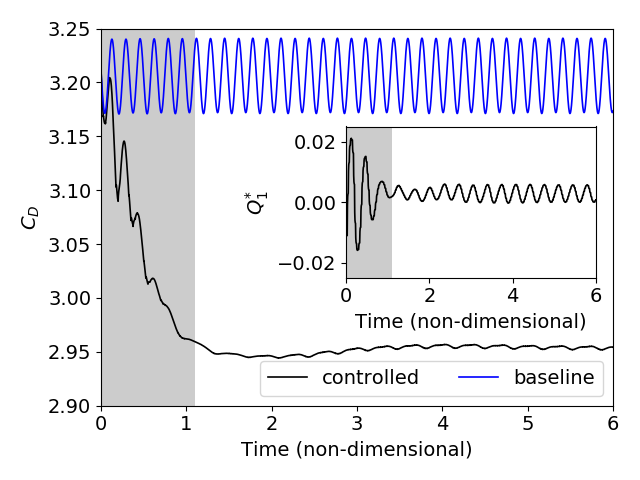 3.25
3.20
3.15
3.10
3.05
3.00
2.95
2.90
C_D
0 1 2 3 4 5 6
Time (non-dimensional)
0.02
0.00
−0.02
Q_1^*
0 2 4 6
Time (non-dimensional)
controlled baseline